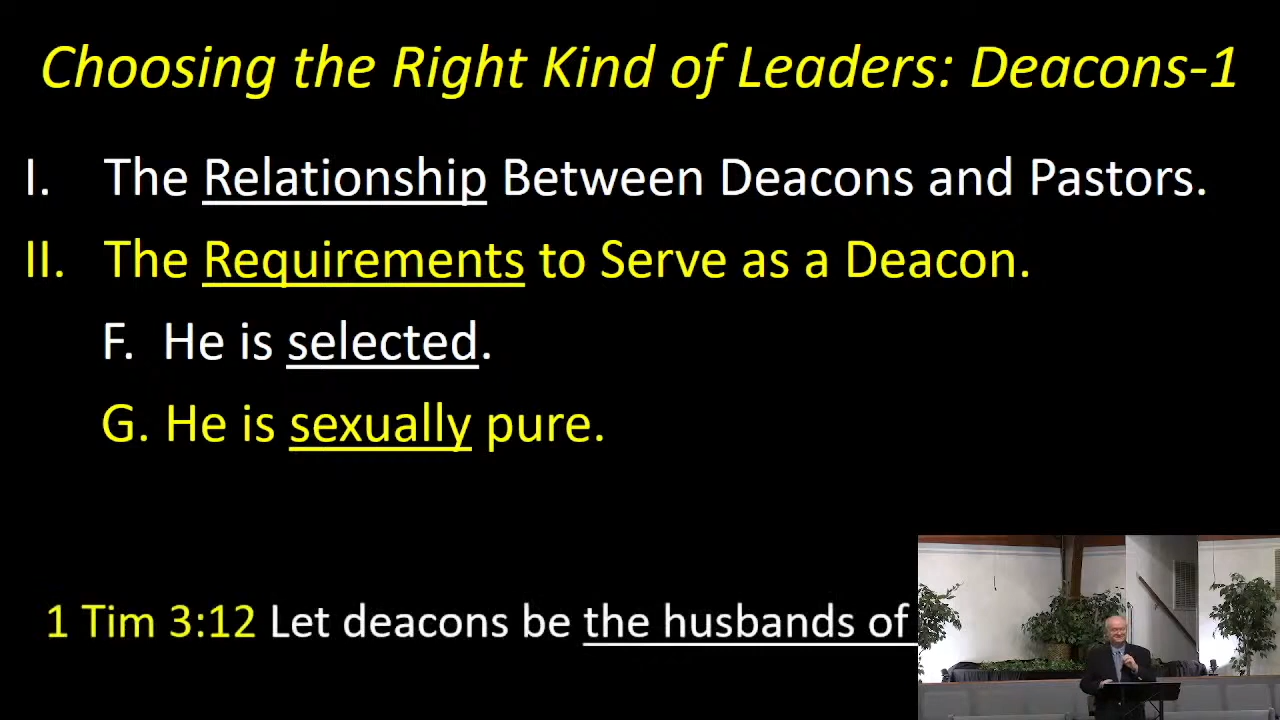 Choosing the Right Kind of Leaders: Deacons-1
I. The Relationship Between Deacons and Pastors.
II. The Requirements to Serve as a Deacon.
F. He is selected.
G. He is sexually pure.
1 Tim 3:12 Let deacons be the husbands of